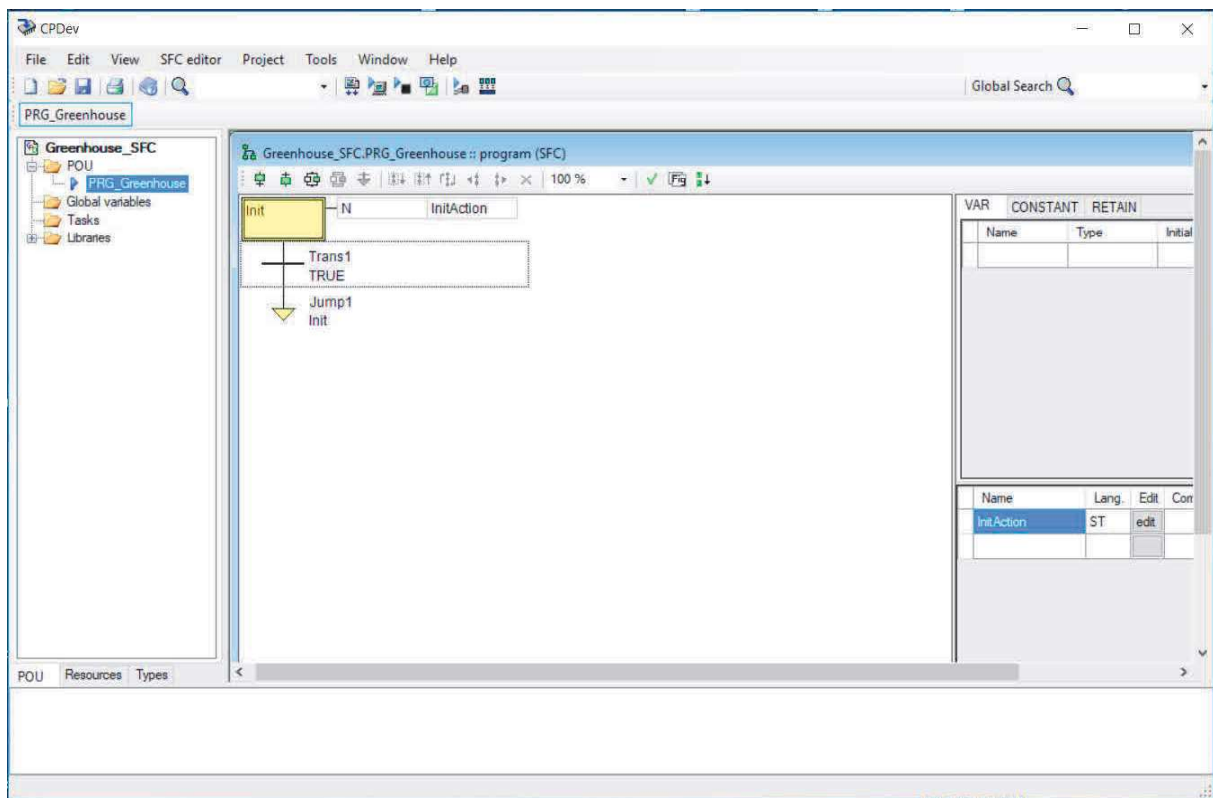 CPDev
File Edit View SFC editor Project Tools Window Help
Global Search
PRG_Greenhouse
Greenhouse_SFC
POU
PRG_Greenhouse
Global variables
Tasks
Libraries
POU Resources Types
Greenhouse_SFC.PRG_Greenhouse :: program (SFC)
100 % Fig
Init N InitAction
Trans1
TRUE
Jump1
Init
VAR CONSTANT RETAIN
Name Type Initial
Name Lang. Edit Com
InitAction ST edit